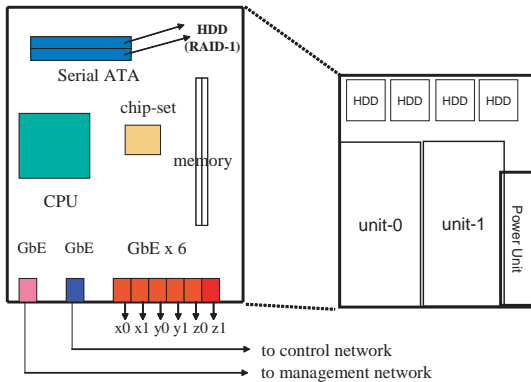 HDD
(RAID-1)
Serial ATA
chip-set
memory
CPU
GbE GbE GbE x 6
x0 x1 y0 y1 z0 z1
to control network
to management network
HDD HDD HDD HDD
unit-0 unit-1
Power Unit